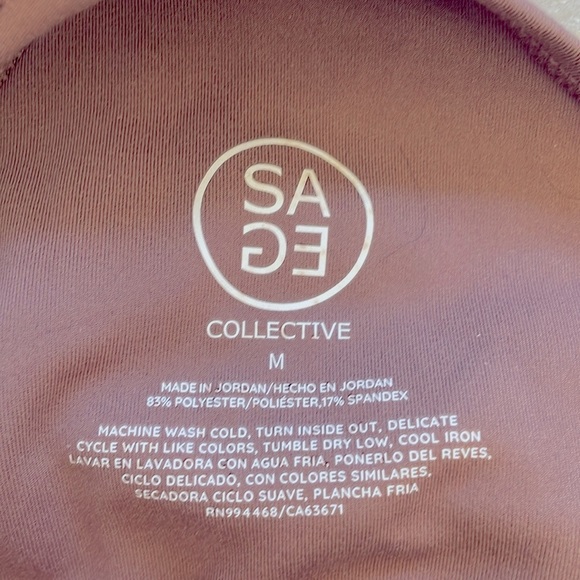 SA
GE
COLLECTIVE
M
MADE IN JORDAN/HECHO EN JORDAN
83% POLYESTER/POLIÉSTER,17% SPANDEX
MACHINE WASH COLD, TURN INSIDE OUT, DELICATE
CYCLE WITH LIKE COLORS, TUMBLE DRY LOW, COOL IRON
LAVAR EN LAVADORA CON AGUA FRIA, PONERLO DEL REVES,
CICLO DELICADO, CON COLORES SIMILARES,
SECADORA CICLO SUAVE, PLANCHA FRIA
RN994468/CA63671